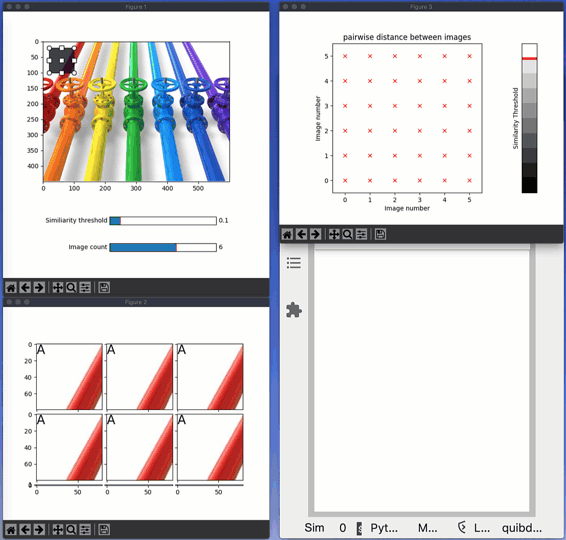 Figure 1
0
50
100
150
200
250
300
350
400
0 100 200 300 400 500
Similiarity threshold 0.1
Image count 6
Figure 2
0
20
40
60
A A A
0
20
40
60
A A A
0 50 0 50 0 50
Figure 3
pairwise distance between images
Image number
5
4
3
2
1
0
0 1 2 3 4 5
Image number
Similarity Threshold
Sim 0 Pyt... M... L... quibd...